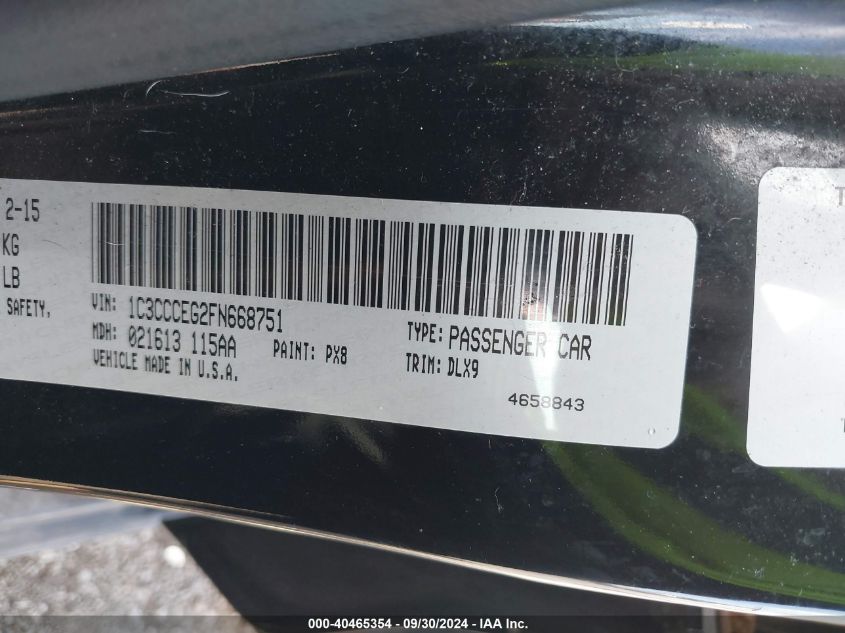 2-15
KG
LB
SAFETY,
VIN: 1C3CCCEG2FN668751
MDH: 021613 115AA
PAINT: PX8
VEHICLE MADE IN U.S.A.
TYPE: PASSENGER CAR
TRIM: DLX9
4658843
T
T
000-40465354 - 09/30/2024 - IAA Inc.